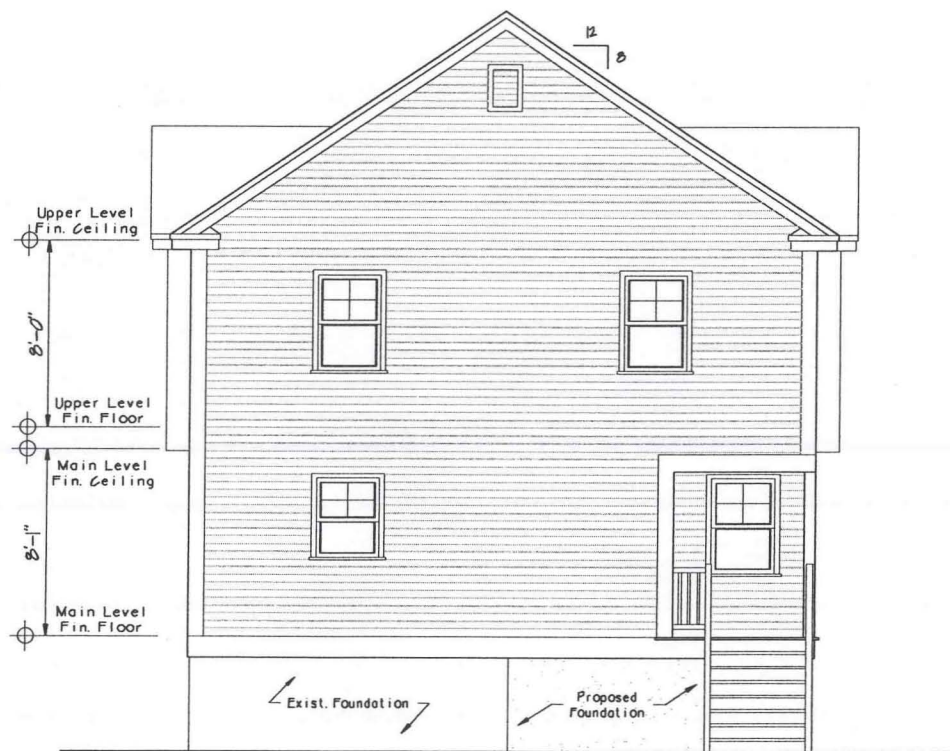 12
8
Upper Level
Fin. Ceiling
8'-0"
Upper Level
Fin. Floor
Main Level
Fin. Ceiling
8'-1"
Main Level
Fin. Floor
Exist. Foundation
Proposed
Foundation